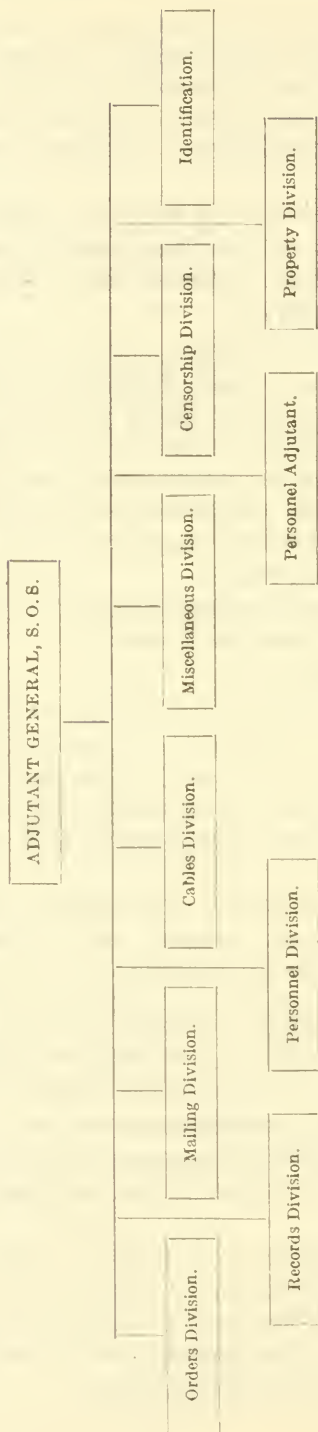 ADJUTANT GENERAL, S. O. S.
Orders Division.
Mailing Division.
Cables Division.
Miscellaneous Division.
Censorship Division.
Identification.
Records Division.
Personnel Division.
Personnel Adjutant.
Property Division.